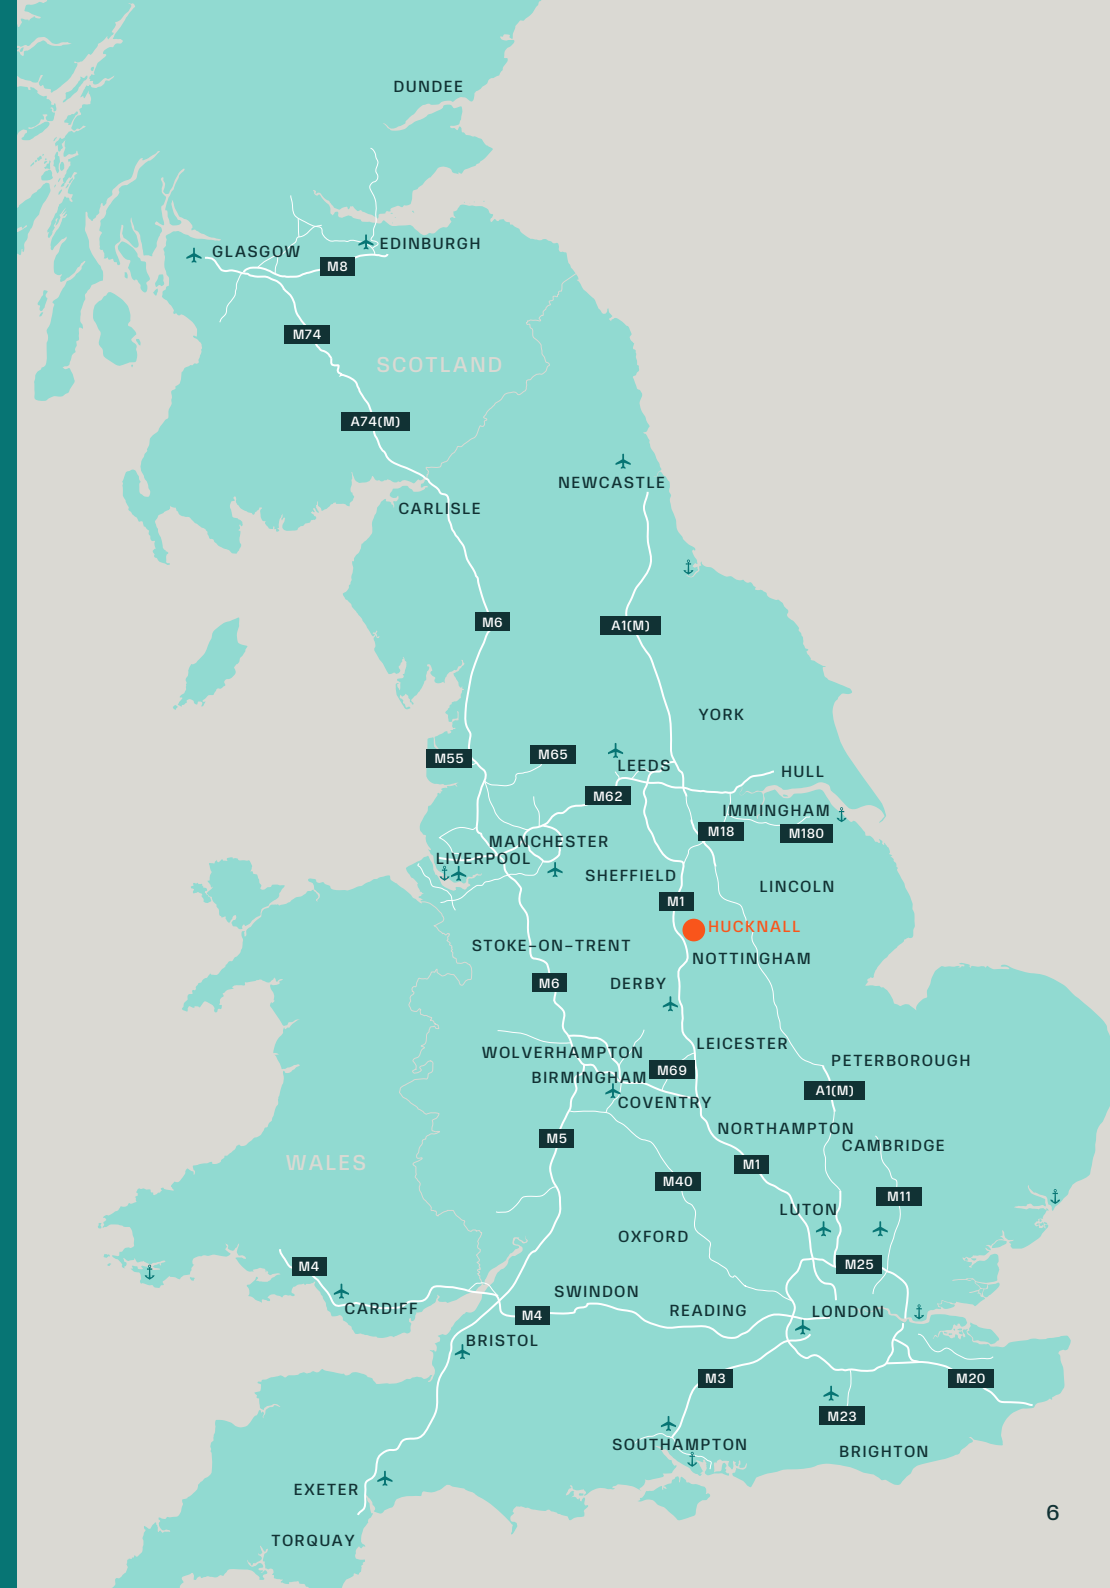 DUNDEE
EDINBURGH
GLASGOW
M8
M74
SCOTLAND
A74(M)
NEWCASTLE
CARLISLE
M6
A1(M)
YORK
M55
M65
LEEDS
HULL
M62
IMMINGHAM
M18
M180
MANCHESTER
LIVERPOOL
SHEFFIELD
LINCOLN
M1
HUCKNALL
STOKE-ON-TRENT
NOTTINGHAM
M6
DERBY
LEICESTER
WOLVERHAMPTON
PETERBOROUGH
M69
BIRMINGHAM
A1(M)
COVENTRY
NORTHAMPTON
M5
CAMBRIDGE
WALES
M1
M40
M11
LUTON
OXFORD
M4
M25
SWINDON
CARDIFF
READING
LONDON
M4
BRISTOL
M3
M20
M23
SOUTHAMPTON
BRIGHTON
EXETER
6
TORQUAY